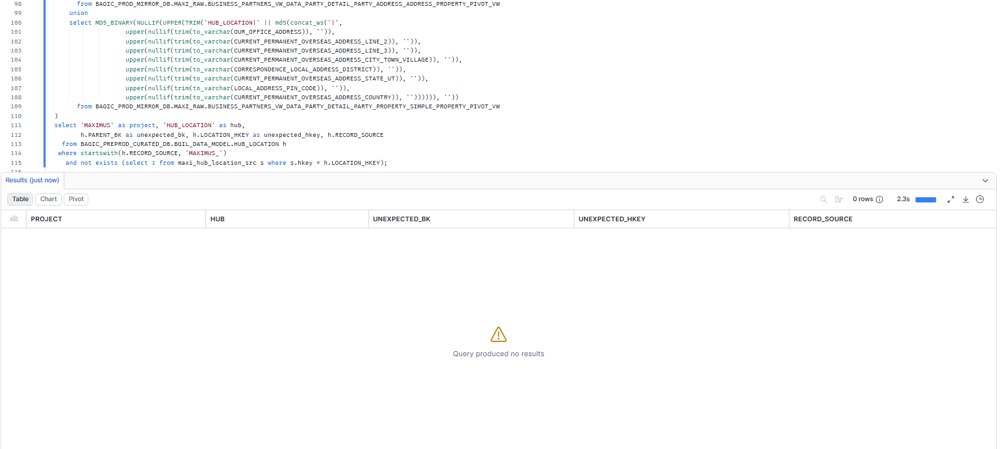 98 from BAGIC_PROD_MIRROR_DB.MAXI_RAW.BUSINESS_PARTNERS_VW_DATA_PARTY_DETAIL_PARTY_ADDRESS_ADDRESS_PROPERTY_PIVOT_VW
99 union
100 select MD5_BINARY(NULLIF(UPPER(TRIM('HUB_LOCATION|' || md5(concat_ws('|',
101 upper(nullif(trim(to_varchar(OUR_OFFICE_ADDRESS)), '')),
102 upper(nullif(trim(to_varchar(CURRENT_PERMANENT_OVERSEAS_ADDRESS_LINE_2)), '')),
103 upper(nullif(trim(to_varchar(CURRENT_PERMANENT_OVERSEAS_ADDRESS_LINE_3)), '')),
104 upper(nullif(trim(to_varchar(CURRENT_PERMANENT_OVERSEAS_ADDRESS_CITY_TOWN_VILLAGE)), '')),
105 upper(nullif(trim(to_varchar(CORRESPONDENCE_LOCAL_ADDRESS_DISTRICT)), '')),
106 upper(nullif(trim(to_varchar(CURRENT_PERMANENT_OVERSEAS_ADDRESS_STATE_UT)), '')),
107 upper(nullif(trim(to_varchar(LOCAL_ADDRESS_PIN_CODE)), '')),
108 upper(nullif(trim(to_varchar(CURRENT_PERMANENT_OVERSEAS_ADDRESS_COUNTRY)), '')))))), ''))
109 from BAGIC_PROD_MIRROR_DB.MAXI_RAW.BUSINESS_PARTNERS_VW_DATA_PARTY_DETAIL_PARTY_PROPERTY_SIMPLE_PROPERTY_PIVOT_VW
110 )
111 select 'MAXIMUS' as project, 'HUB_LOCATION' as hub,
112 h.PARENT_BK as unexpected_bk, h.LOCATION_HKEY as unexpected_hkey, h.RECORD_SOURCE
113 from BAGIC_PREPROD_CURATED_DB.BGIL_DATA_MODEL.HUB_LOCATION h
114 where startswith(h.RECORD_SOURCE, 'MAXIMUS_')
115 and not exists (select 1 from maxi_hub_location_src s where s.hkey = h.LOCATION_HKEY);
116
Results (just now)
Table Chart Pivot 0 rows 2.3s
PROJECT HUB UNEXPECTED_BK UNEXPECTED_HKEY RECORD_SOURCE
Query produced no results